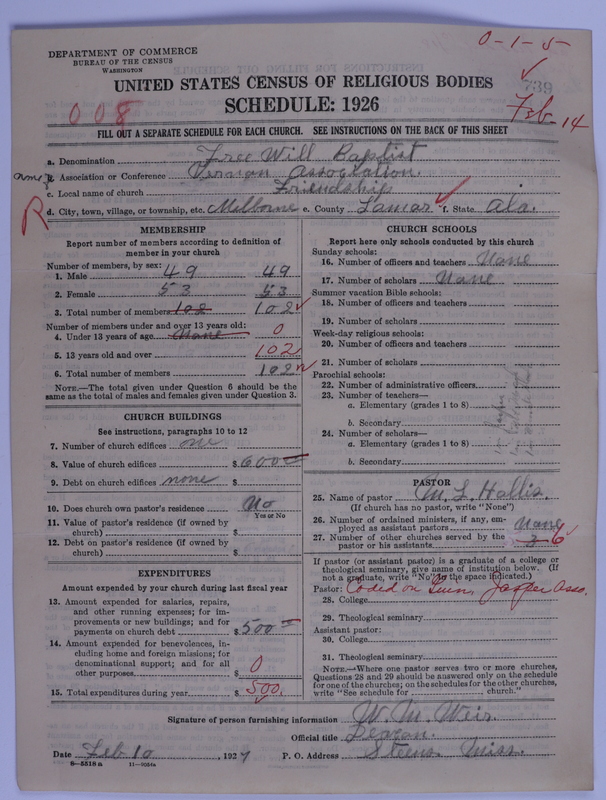 DEPARTMENT OF COMMERCE
BUREAU OF THE CENSUS
WASHINGTON
0-1-5-
739
UNITED STATES CENSUS OF RELIGIOUS BODIES
SCHEDULE: 1926
008
Feb-14
FILL OUT A SEPARATE SCHEDULE FOR EACH CHURCH. SEE INSTRUCTIONS ON THE BACK OF THIS SHEET
a. Denomination Free Will Baptist
b. Association or Conference Vernon Association
c. Local name of church Friendship
R
d. City, town, village, or township, etc. Melborne e. County Lamar f. State Ala.
MEMBERSHIP
Report number of members according to definition of member in your church
Number of members, by sex:
1. Male 49 49
2. Female 53 53
3. Total number of members 102 102
Number of members under and over 13 years old:
4. Under 13 years of age None 0
5. 13 years old and over 102
6. Total number of members 102
NOTE.—The total given under Question 6 should be the
same as the total of males and females given under Question 3.
CHURCH BUILDINGS
See instructions, paragraphs 10 to 12
7. Number of church edifices one
8. Value of church edifices $600
9. Debt on church edifices none $
10. Does church own pastor's residence No
Yes or No
11. Value of pastor's residence (if owned by
church) $
12. Debt on pastor's residence (if owned by
church) $
EXPENDITURES
Amount expended by your church during last fiscal year
13. Amount expended for salaries, repairs,
and other running expenses; for im-
provements or new buildings; and for
payments on church debt $500
14. Amount expended for benevolences, in-
cluding home and foreign missions; for
denominational support; and for all
other purposes $ 0
15. Total expenditures during year $ 500.
CHURCH SCHOOLS
Report here only schools conducted by this church
Sunday schools:
16. Number of officers and teachers None
17. Number of scholars None
Summer vacation Bible schools:
18. Number of officers and teachers
19. Number of scholars
Week-day religious schools:
20. Number of officers and teachers
21. Number of scholars
Parochial schools:
22. Number of administrative officers
23. Number of teachers—
a. Elementary (grades 1 to 8)
b. Secondary
24. Number of scholars—
a. Elementary (grades 1 to 8)
b. Secondary
PASTOR
25. Name of pastor M. L. Hallis.
(If church has no pastor, write "None")
26. Number of ordained ministers, if any, em-
ployed as assistant pastors None
27. Number of other churches served by the
pastor or his assistants 3 6
If pastor (or assistant pastor) is a graduate of a college or
theological seminary, give name of institution below. (If
not a graduate, write "No" in the space indicated.)
Pastor: Coded on Guin, Jasper Asso.
28. College
29. Theological seminary
Assistant pastor:
30. College
31. Theological seminary
NOTE.—Where one pastor serves two or more churches,
Questions 28 and 29 should be answered only on the schedule
for one of the churches; on the schedules for the other churches,
write "See schedule for church."
Signature of person furnishing information W. M. Weir
Official title Deacon.
Date Feb 10, 1927 P. O. Address Steens Miss.
8-5518a 11-9034a